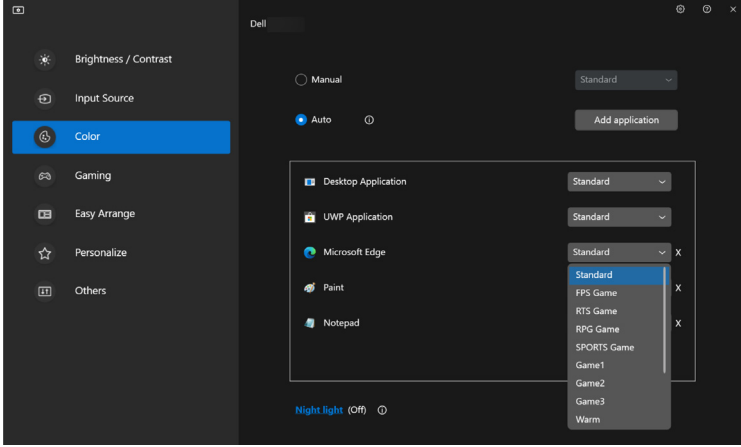 Dell
Brightness / Contrast
Input Source
Color
Gaming
Easy Arrange
Personalize
Others
Manual
Standard
Auto
Add application
Desktop Application
Standard
UWP Application
Standard
Microsoft Edge
Standard
X
Paint
X
Notepad
X
Standard
FPS Game
RTS Game
RPG Game
SPORTS Game
Game1
Game2
Game3
Warm
Night light (Off)